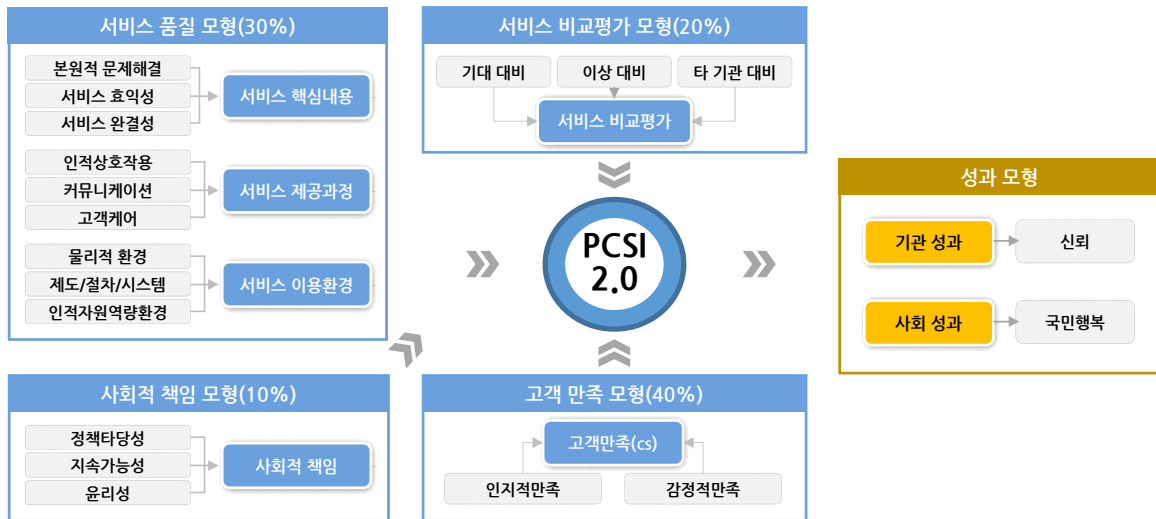 서비스 품질 모형(30%)
본원적 문제해결
서비스 효익성
서비스 완결성
서비스 핵심내용
인적상호작용
커뮤니케이션
고객케어
서비스 제공과정
물리적 환경
제도/절차/시스템
인적자원역량환경
서비스 이용환경
사회적 책임 모형(10%)
정책타당성
지속가능성
윤리성
사회적 책임
서비스 비교평가 모형(20%)
기대 대비
이상 대비
타 기관 대비
서비스 비교평가
PCSI
2.0
고객 만족 모형(40%)
고객만족(cs)
인지적만족
감정적만족
성과 모형
기관 성과
신뢰
사회 성과
국민행복